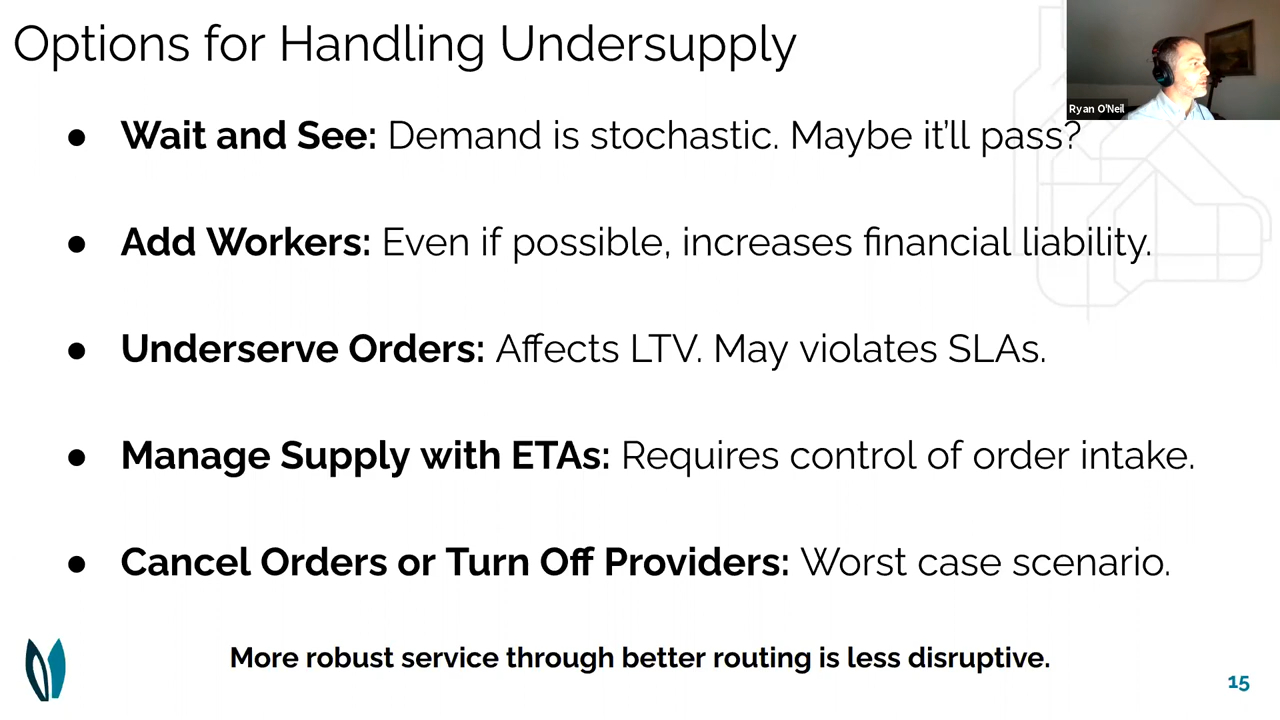 Options for Handling Undersupply
Ryan O'Neil
● Wait and See: Demand is stochastic. Maybe it'll pass?
● Add Workers: Even if possible, increases financial liability.
● Underserve Orders: Affects LTV. May violates SLAs.
● Manage Supply with ETAs: Requires control of order intake.
● Cancel Orders or Turn Off Providers: Worst case scenario.
More robust service through better routing is less disruptive.
15